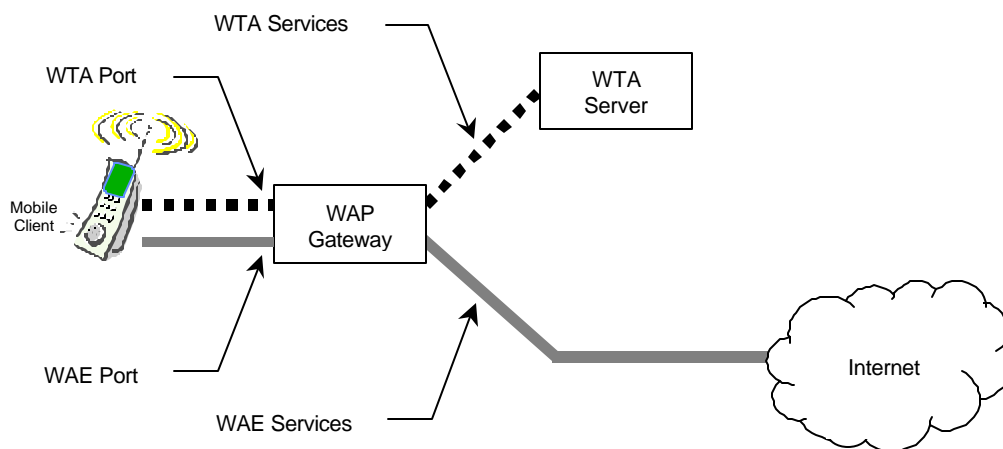 WTA Services
WTA Port
WTA
Server
Mobile
Client
WAP
Gateway
Internet
WAE Port
WAE Services